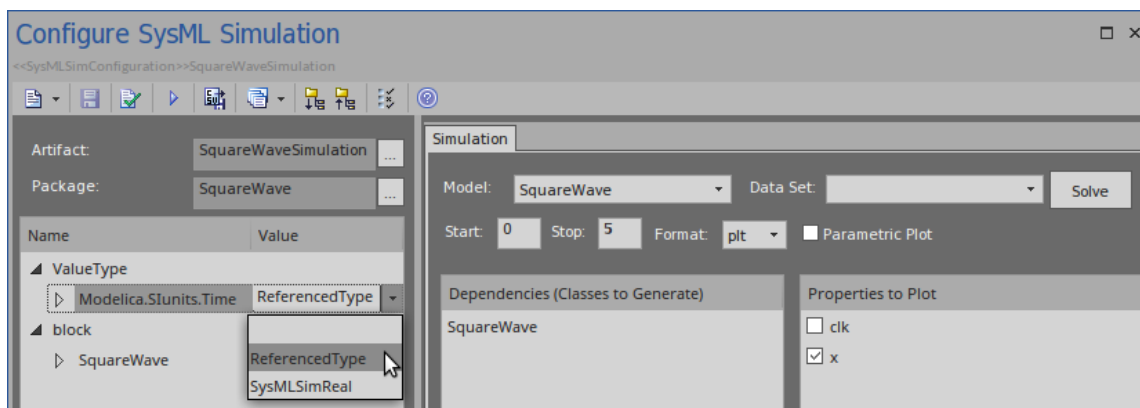 Configure SysML Simulation
<<SysMLSimConfiguration>>SquareWaveSimulation
Artifact: SquareWaveSimulation ...
Package: SquareWave ...
Name Value
ValueType
Modelica.SIunits.Time ReferencedType
block
SquareWave
ReferencedType
SysMLSimReal
Simulation
Model: SquareWave Data Set: Solve
Start: 0 Stop: 5 Format: plt Parametric Plot
Dependencies (Classes to Generate)
SquareWave
Properties to Plot
clk
x